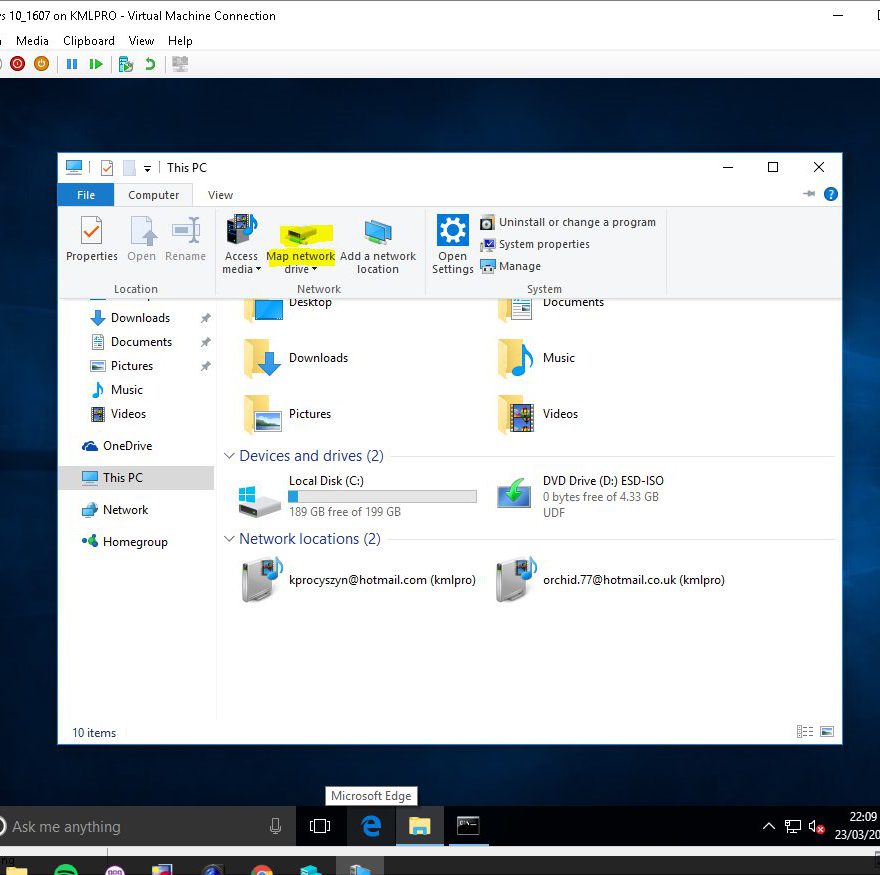 s 10_1607 on KMLPRO - Virtual Machine Connection
Media Clipboard View Help
This PC
File Computer View
Properties Open Rename
Access media
Map network drive
Add a network location
Open Settings
Uninstall or change a program
System properties
Manage
Location Network System
Desktop Documents
Downloads
Documents
Pictures
Music
Videos
OneDrive
This PC
Network
Homegroup
Downloads Music
Pictures Videos
Devices and drives (2)
Local Disk (C:)
189 GB free of 199 GB
DVD Drive (D:) ESD-ISO
0 bytes free of 4.33 GB
UDF
Network locations (2)
kprocyszyn@hotmail.com (kmlpro) orchid.77@hotmail.co.uk (kmlpro)
10 items
Microsoft Edge
Ask me anything
22:09
23/03/20